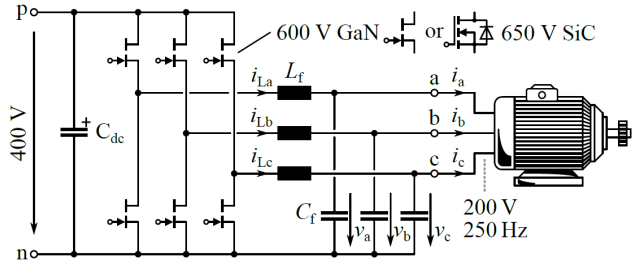 p
600 V GaN or 650 V SiC
400 V
+
C_dc
i_La L_f a i_a
i_Lb b i_b
i_Lc c i_c
C_f v_a v_b v_c
200 V
250 Hz
n